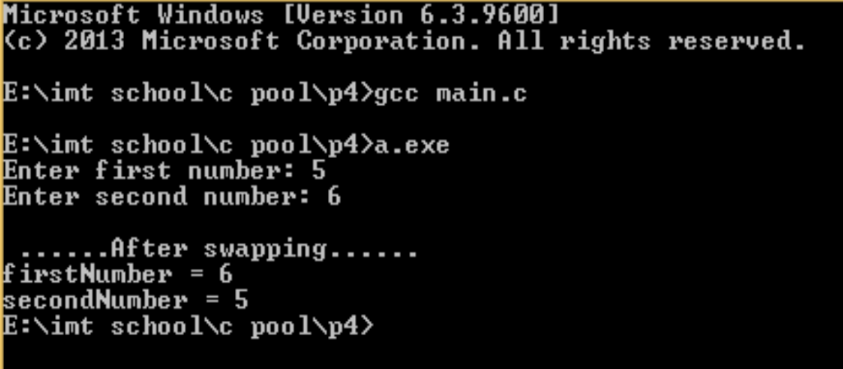 Microsoft Windows [Version 6.3.9600]
(c) 2013 Microsoft Corporation. All rights reserved.
E:\imt school\c pool\p4>gcc main.c
E:\imt school\c pool\p4>a.exe
Enter first number: 5
Enter second number: 6
......After swapping......
firstNumber = 6
secondNumber = 5
E:\imt school\c pool\p4>